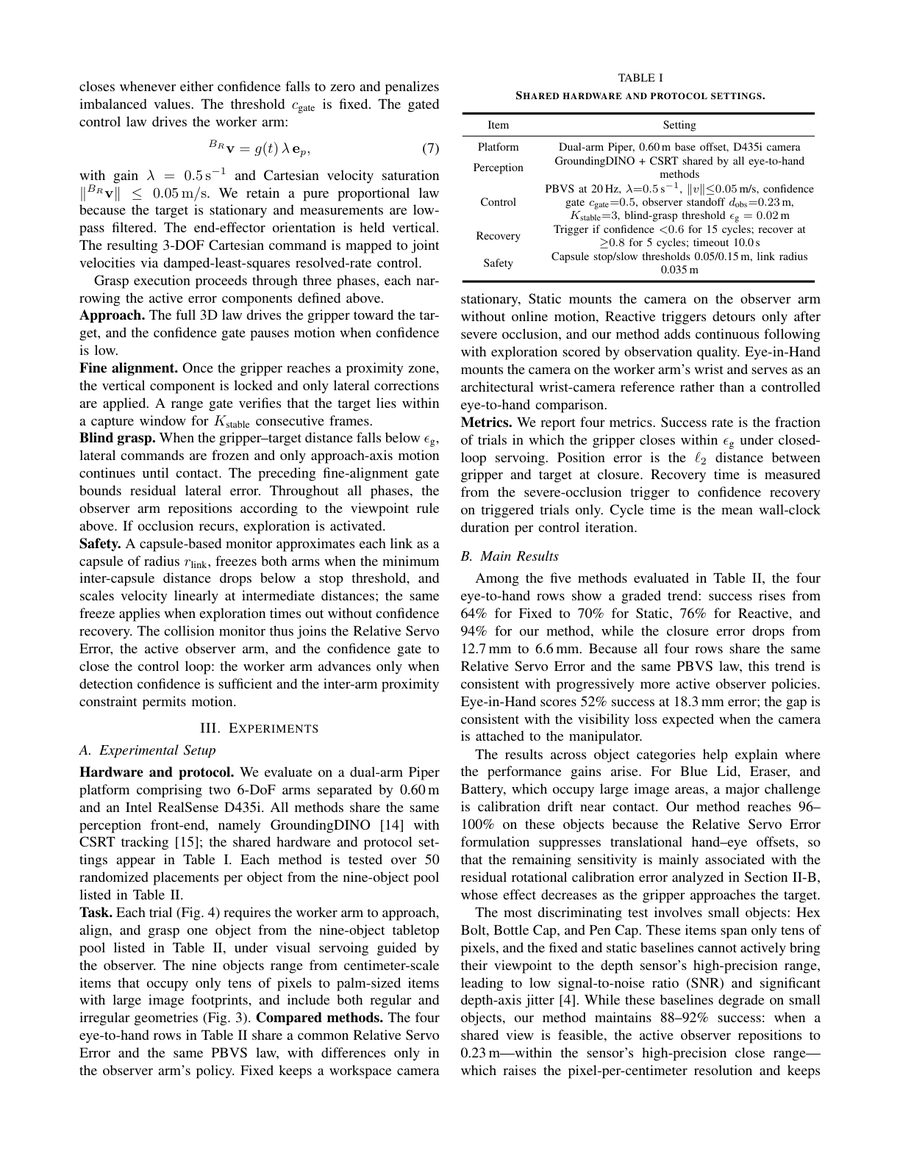 closes whenever either confidence falls to zero and penalizes
imbalanced values. The threshold c_gate is fixed. The gated
control law drives the worker arm:
^{B_R}v = g(t) λ e_p, (7)
with gain λ = 0.5 s^{−1} and Cartesian velocity saturation
‖^{B_R}v‖ ≤ 0.05 m/s. We retain a pure proportional law
because the target is stationary and measurements are low-
pass filtered. The end-effector orientation is held vertical.
The resulting 3-DOF Cartesian command is mapped to joint
velocities via damped-least-squares resolved-rate control.
Grasp execution proceeds through three phases, each nar-
rowing the active error components defined above.
Approach. The full 3D law drives the gripper toward the tar-
get, and the confidence gate pauses motion when confidence
is low.
Fine alignment. Once the gripper reaches a proximity zone,
the vertical component is locked and only lateral corrections
are applied. A range gate verifies that the target lies within
a capture window for K_stable consecutive frames.
Blind grasp. When the gripper–target distance falls below ϵ_g,
lateral commands are frozen and only approach-axis motion
continues until contact. The preceding fine-alignment gate
bounds residual lateral error. Throughout all phases, the
observer arm repositions according to the viewpoint rule
above. If occlusion recurs, exploration is activated.
Safety. A capsule-based monitor approximates each link as a
capsule of radius r_link, freezes both arms when the minimum
inter-capsule distance drops below a stop threshold, and
scales velocity linearly at intermediate distances; the same
freeze applies when exploration times out without confidence
recovery. The collision monitor thus joins the Relative Servo
Error, the active observer arm, and the confidence gate to
close the control loop: the worker arm advances only when
detection confidence is sufficient and the inter-arm proximity
constraint permits motion.
III. EXPERIMENTS
A. Experimental Setup
Hardware and protocol. We evaluate on a dual-arm Piper
platform comprising two 6-DoF arms separated by 0.60 m
and an Intel RealSense D435i. All methods share the same
perception front-end, namely GroundingDINO [14] with
CSRT tracking [15]; the shared hardware and protocol set-
tings appear in Table I. Each method is tested over 50
randomized placements per object from the nine-object pool
listed in Table II.
Task. Each trial (Fig. 4) requires the worker arm to approach,
align, and grasp one object from the nine-object tabletop
pool listed in Table II, under visual servoing guided by
the observer. The nine objects range from centimeter-scale
items that occupy only tens of pixels to palm-sized items
with large image footprints, and include both regular and
irregular geometries (Fig. 3). Compared methods. The four
eye-to-hand rows in Table II share a common Relative Servo
Error and the same PBVS law, with differences only in
the observer arm's policy. Fixed keeps a workspace camera
TABLE I
SHARED HARDWARE AND PROTOCOL SETTINGS.
Item Setting
Platform Dual-arm Piper, 0.60 m base offset, D435i camera
Perception GroundingDINO + CSRT shared by all eye-to-hand
methods
Control PBVS at 20 Hz, λ=0.5 s^{−1}, ‖v‖≤0.05 m/s, confidence
gate c_gate=0.5, observer standoff d_obs=0.23 m,
K_stable=3, blind-grasp threshold ϵ_g = 0.02 m
Recovery Trigger if confidence <0.6 for 15 cycles; recover at
≥0.8 for 5 cycles; timeout 10.0 s
Safety Capsule stop/slow thresholds 0.05/0.15 m, link radius
0.035 m
stationary, Static mounts the camera on the observer arm
without online motion, Reactive triggers detours only after
severe occlusion, and our method adds continuous following
with exploration scored by observation quality. Eye-in-Hand
mounts the camera on the worker arm's wrist and serves as an
architectural wrist-camera reference rather than a controlled
eye-to-hand comparison.
Metrics. We report four metrics. Success rate is the fraction
of trials in which the gripper closes within ϵ_g under closed-
loop servoing. Position error is the ℓ_2 distance between
gripper and target at closure. Recovery time is measured
from the severe-occlusion trigger to confidence recovery
on triggered trials only. Cycle time is the mean wall-clock
duration per control iteration.
B. Main Results
Among the five methods evaluated in Table II, the four
eye-to-hand rows show a graded trend: success rises from
64% for Fixed to 70% for Static, 76% for Reactive, and
94% for our method, while the closure error drops from
12.7 mm to 6.6 mm. Because all four rows share the same
Relative Servo Error and the same PBVS law, this trend is
consistent with progressively more active observer policies.
Eye-in-Hand scores 52% success at 18.3 mm error; the gap is
consistent with the visibility loss expected when the camera
is attached to the manipulator.
The results across object categories help explain where
the performance gains arise. For Blue Lid, Eraser, and
Battery, which occupy large image areas, a major challenge
is calibration drift near contact. Our method reaches 96–
100% on these objects because the Relative Servo Error
formulation suppresses translational hand–eye offsets, so
that the remaining sensitivity is mainly associated with the
residual rotational calibration error analyzed in Section II-B,
whose effect decreases as the gripper approaches the target.
The most discriminating test involves small objects: Hex
Bolt, Bottle Cap, and Pen Cap. These items span only tens of
pixels, and the fixed and static baselines cannot actively bring
their viewpoint to the depth sensor's high-precision range,
leading to low signal-to-noise ratio (SNR) and significant
depth-axis jitter [4]. While these baselines degrade on small
objects, our method maintains 88–92% success: when a
shared view is feasible, the active observer repositions to
0.23 m—within the sensor's high-precision close range—
which raises the pixel-per-centimeter resolution and keeps